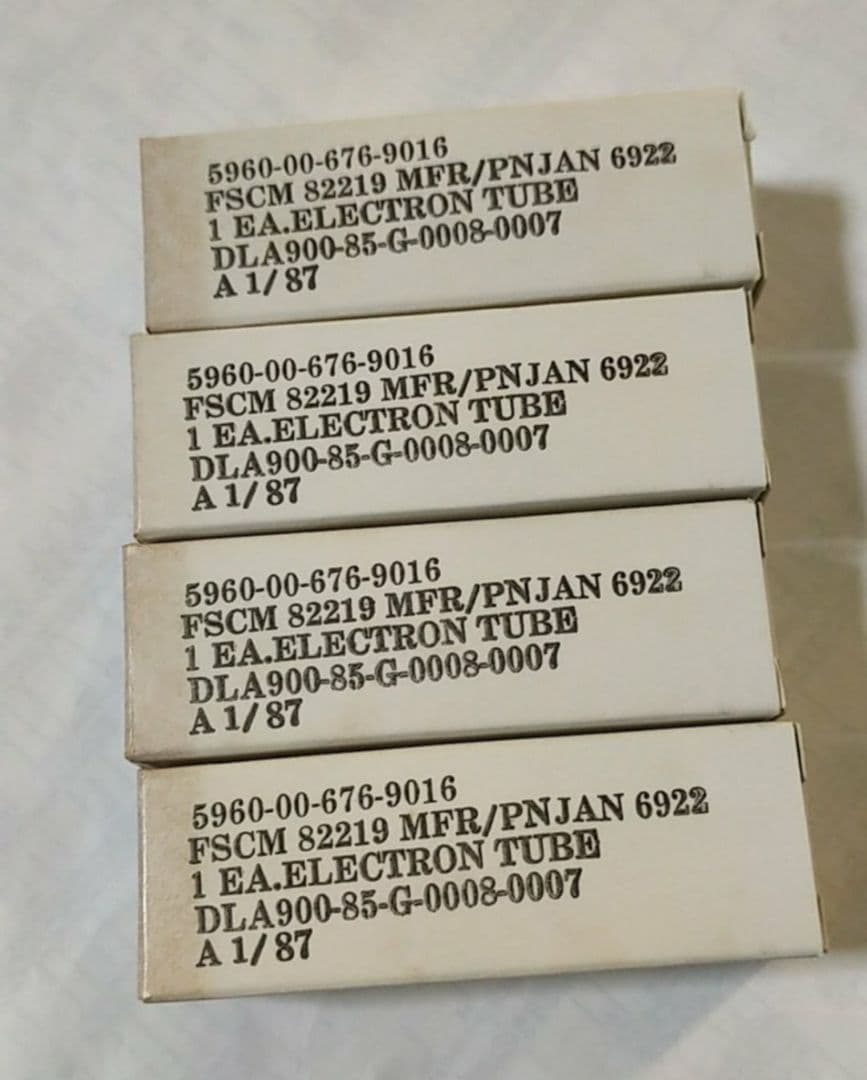 5960-00-676-9016
FSCM 82219 MFR/PNJAN 6922
1 EA.ELECTRON TUBE
DLA900-85-G-0008-0007
A 1/87
5960-00-676-9016
FSCM 82219 MFR/PNJAN 6922
1 EA.ELECTRON TUBE
DLA900-85-G-0008-0007
A 1/87
5960-00-676-9016
FSCM 82219 MFR/PNJAN 6922
1 EA.ELECTRON TUBE
DLA900-85-G-0008-0007
A 1/87
5960-00-676-9016
FSCM 82219 MFR/PNJAN 6922
1 EA.ELECTRON TUBE
DLA900-85-G-0008-0007
A 1/87